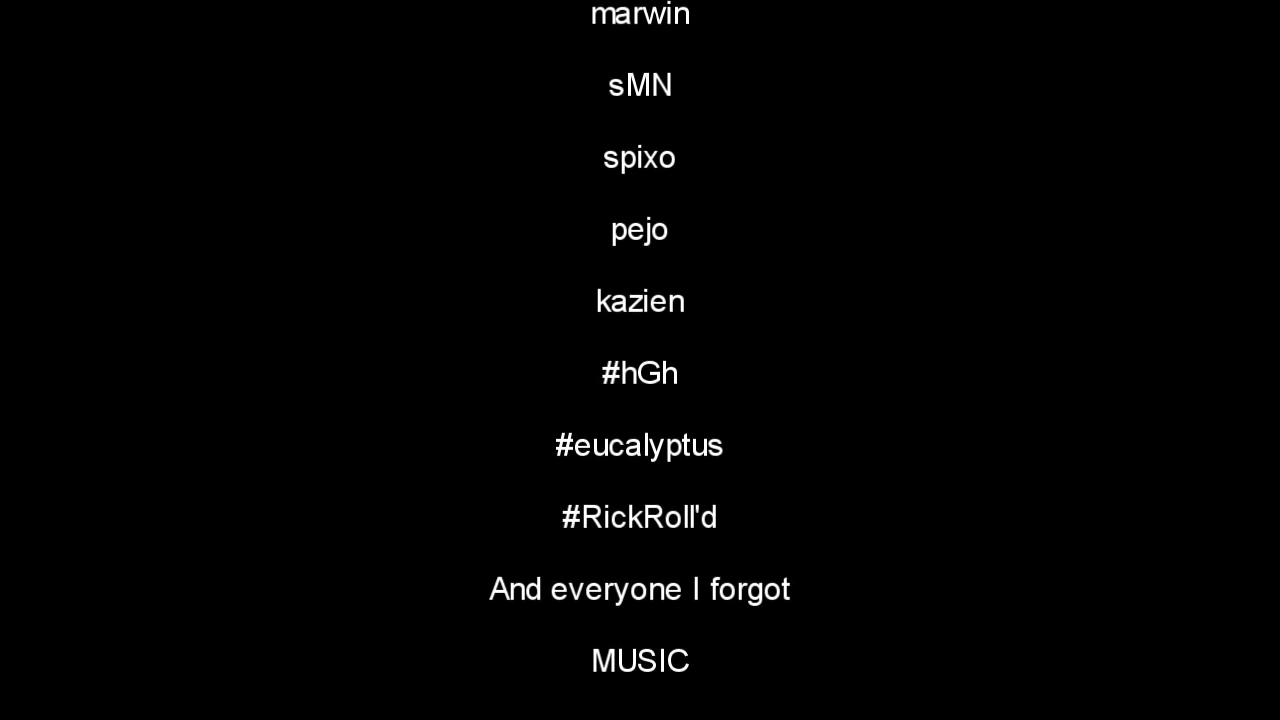 marwin
sMN
spixo
pejo
kazien
#hGh
#eucalyptus
#RickRoll'd
And everyone I forgot
MUSIC